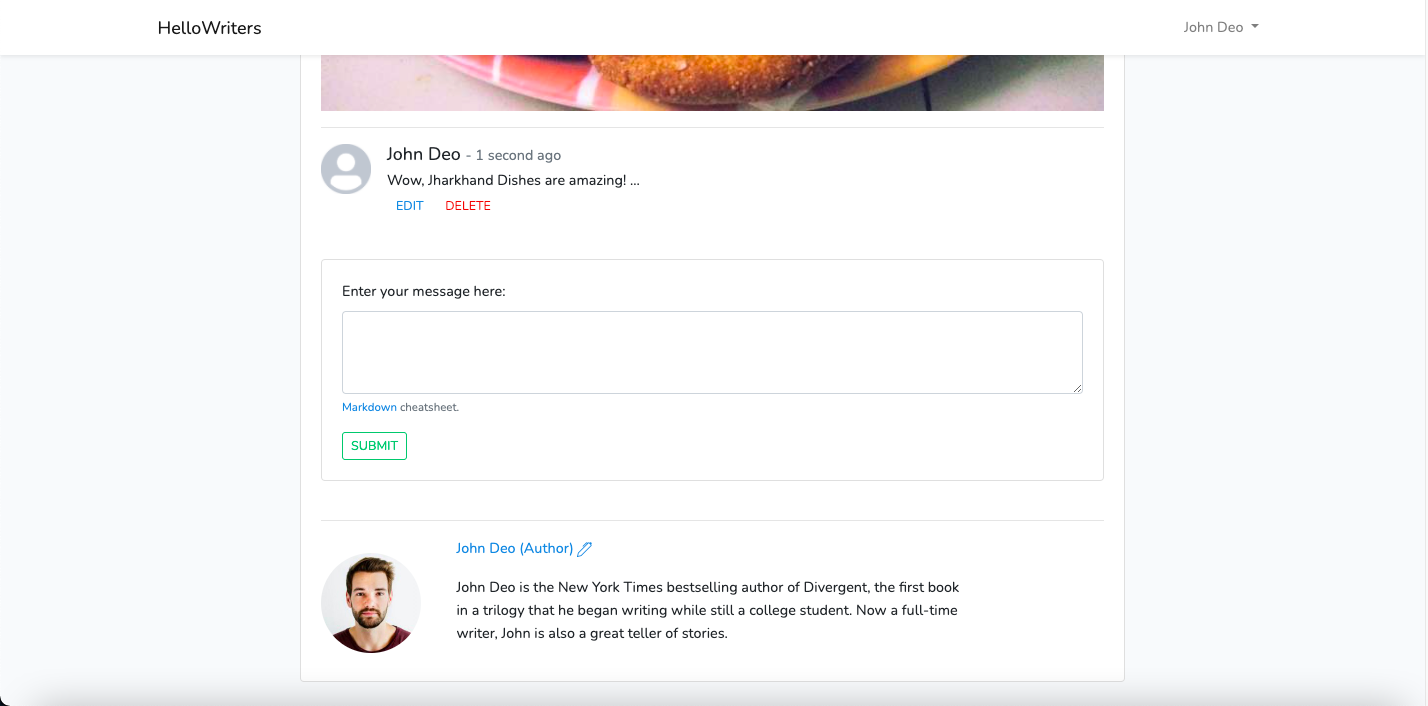 HelloWriters
John Deo
John Deo - 1 second ago
Wow, Jharkhand Dishes are amazing! ...
EDIT DELETE
Enter your message here:
Markdown cheatsheet.
SUBMIT
John Deo (Author)
John Deo is the New York Times bestselling author of Divergent, the first book
in a trilogy that he began writing while still a college student. Now a full-time
writer, John is also a great teller of stories.